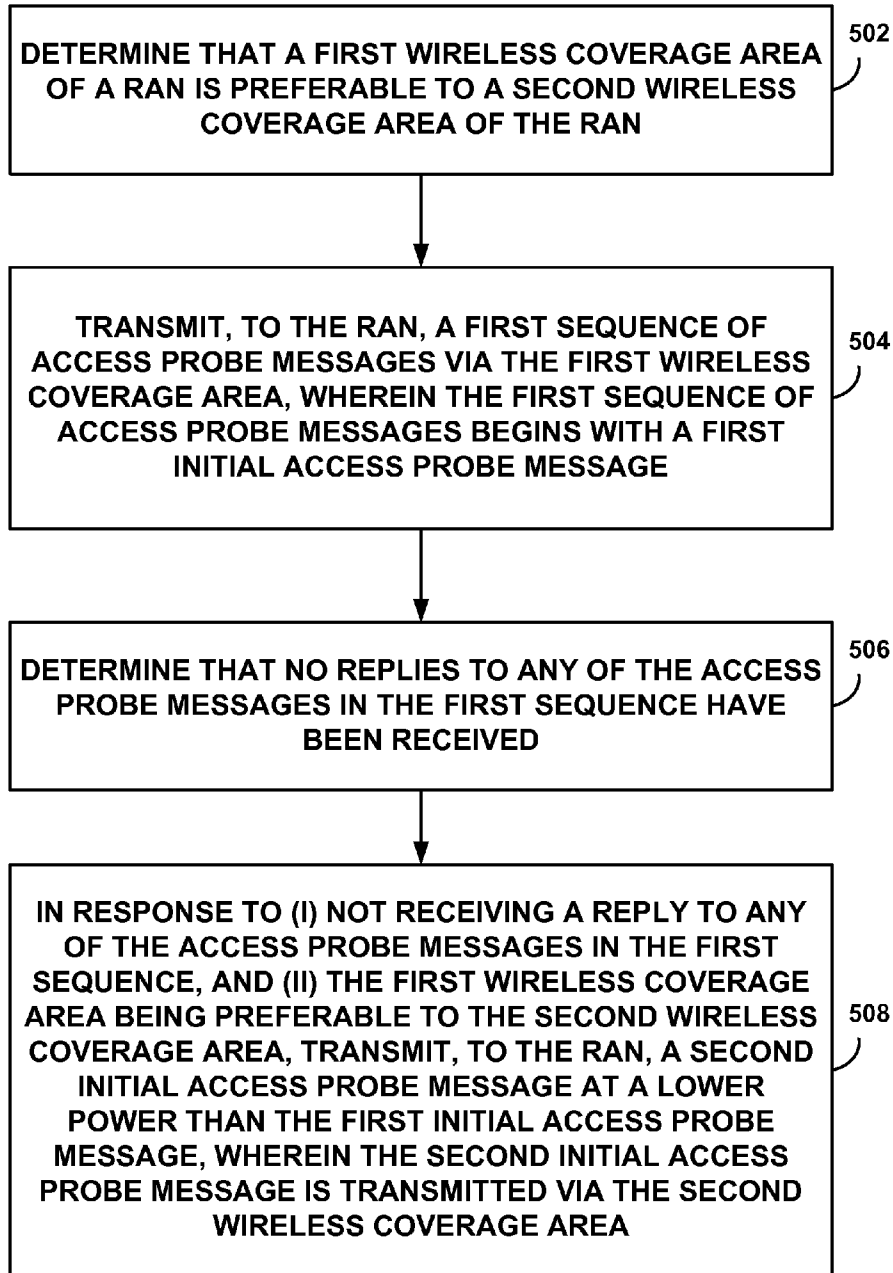 DETERMINE THAT A FIRST WIRELESS COVERAGE AREA
OF A RAN IS PREFERABLE TO A SECOND WIRELESS
COVERAGE AREA OF THE RAN
502
TRANSMIT, TO THE RAN, A FIRST SEQUENCE OF
ACCESS PROBE MESSAGES VIA THE FIRST WIRELESS
COVERAGE AREA, WHEREIN THE FIRST SEQUENCE OF
ACCESS PROBE MESSAGES BEGINS WITH A FIRST
INITIAL ACCESS PROBE MESSAGE
504
DETERMINE THAT NO REPLIES TO ANY OF THE ACCESS
PROBE MESSAGES IN THE FIRST SEQUENCE HAVE
BEEN RECEIVED
506
IN RESPONSE TO (I) NOT RECEIVING A REPLY TO ANY
OF THE ACCESS PROBE MESSAGES IN THE FIRST
SEQUENCE, AND (II) THE FIRST WIRELESS COVERAGE
AREA BEING PREFERABLE TO THE SECOND WIRELESS
COVERAGE AREA, TRANSMIT, TO THE RAN, A SECOND
INITIAL ACCESS PROBE MESSAGE AT A LOWER
POWER THAN THE FIRST INITIAL ACCESS PROBE
MESSAGE, WHEREIN THE SECOND INITIAL ACCESS
PROBE MESSAGE IS TRANSMITTED VIA THE SECOND
WIRELESS COVERAGE AREA
508